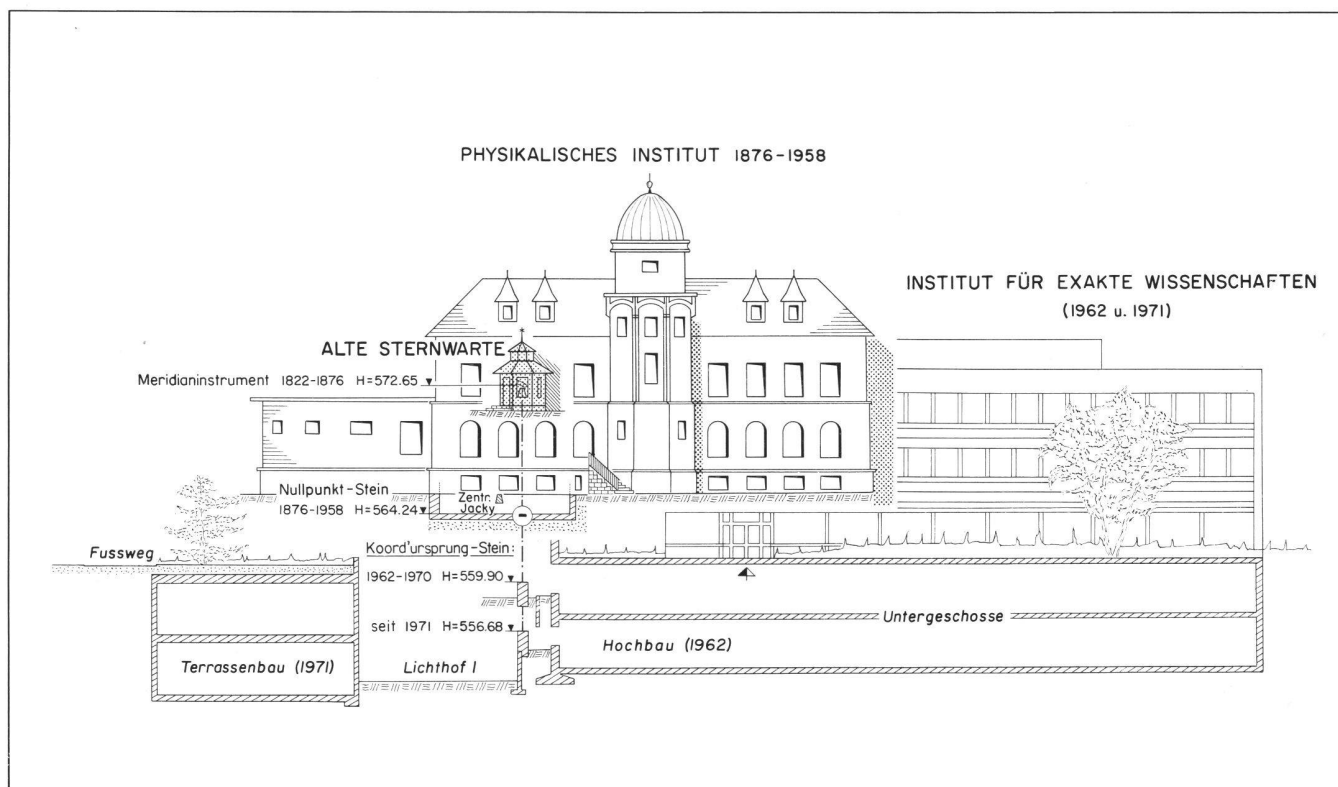 PHYSIKALISCHES INSTITUT 1876-1958
INSTITUT FÜR EXAKTE WISSENSCHAFTEN
(1962 u. 1971)
ALTE STERNWARTE
Meridianinstrument 1822-1876 H=572.65
Nullpunkt-Stein
1876-1958 H=564.24
Zentr.
Jacky
Fussweg
Koord'ursprung-Stein:
1962-1970 H=559.90
seit 1971 H=556.68
Untergeschosse
Hochbau (1962)
Terrassenbau (1971)
Lichthof I